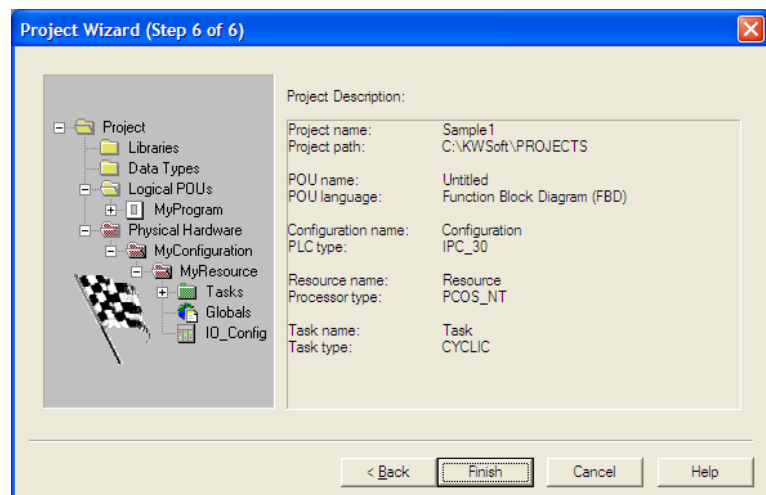 Project Wizard (Step 6 of 6)
Project
Libraries
Data Types
Logical POUs
MyProgram
Physical Hardware
MyConfiguration
MyResource
Tasks
Globals
IO_Config
Project Description:
Project name: Sample1
Project path: C:\KWSoft\PROJECTS
POU name: Untitled
POU language: Function Block Diagram (FBD)
Configuration name: Configuration
PLC type: IPC_30
Resource name: Resource
Processor type: PCOS_NT
Task name: Task
Task type: CYCLIC
< Back
Finish
Cancel
Help